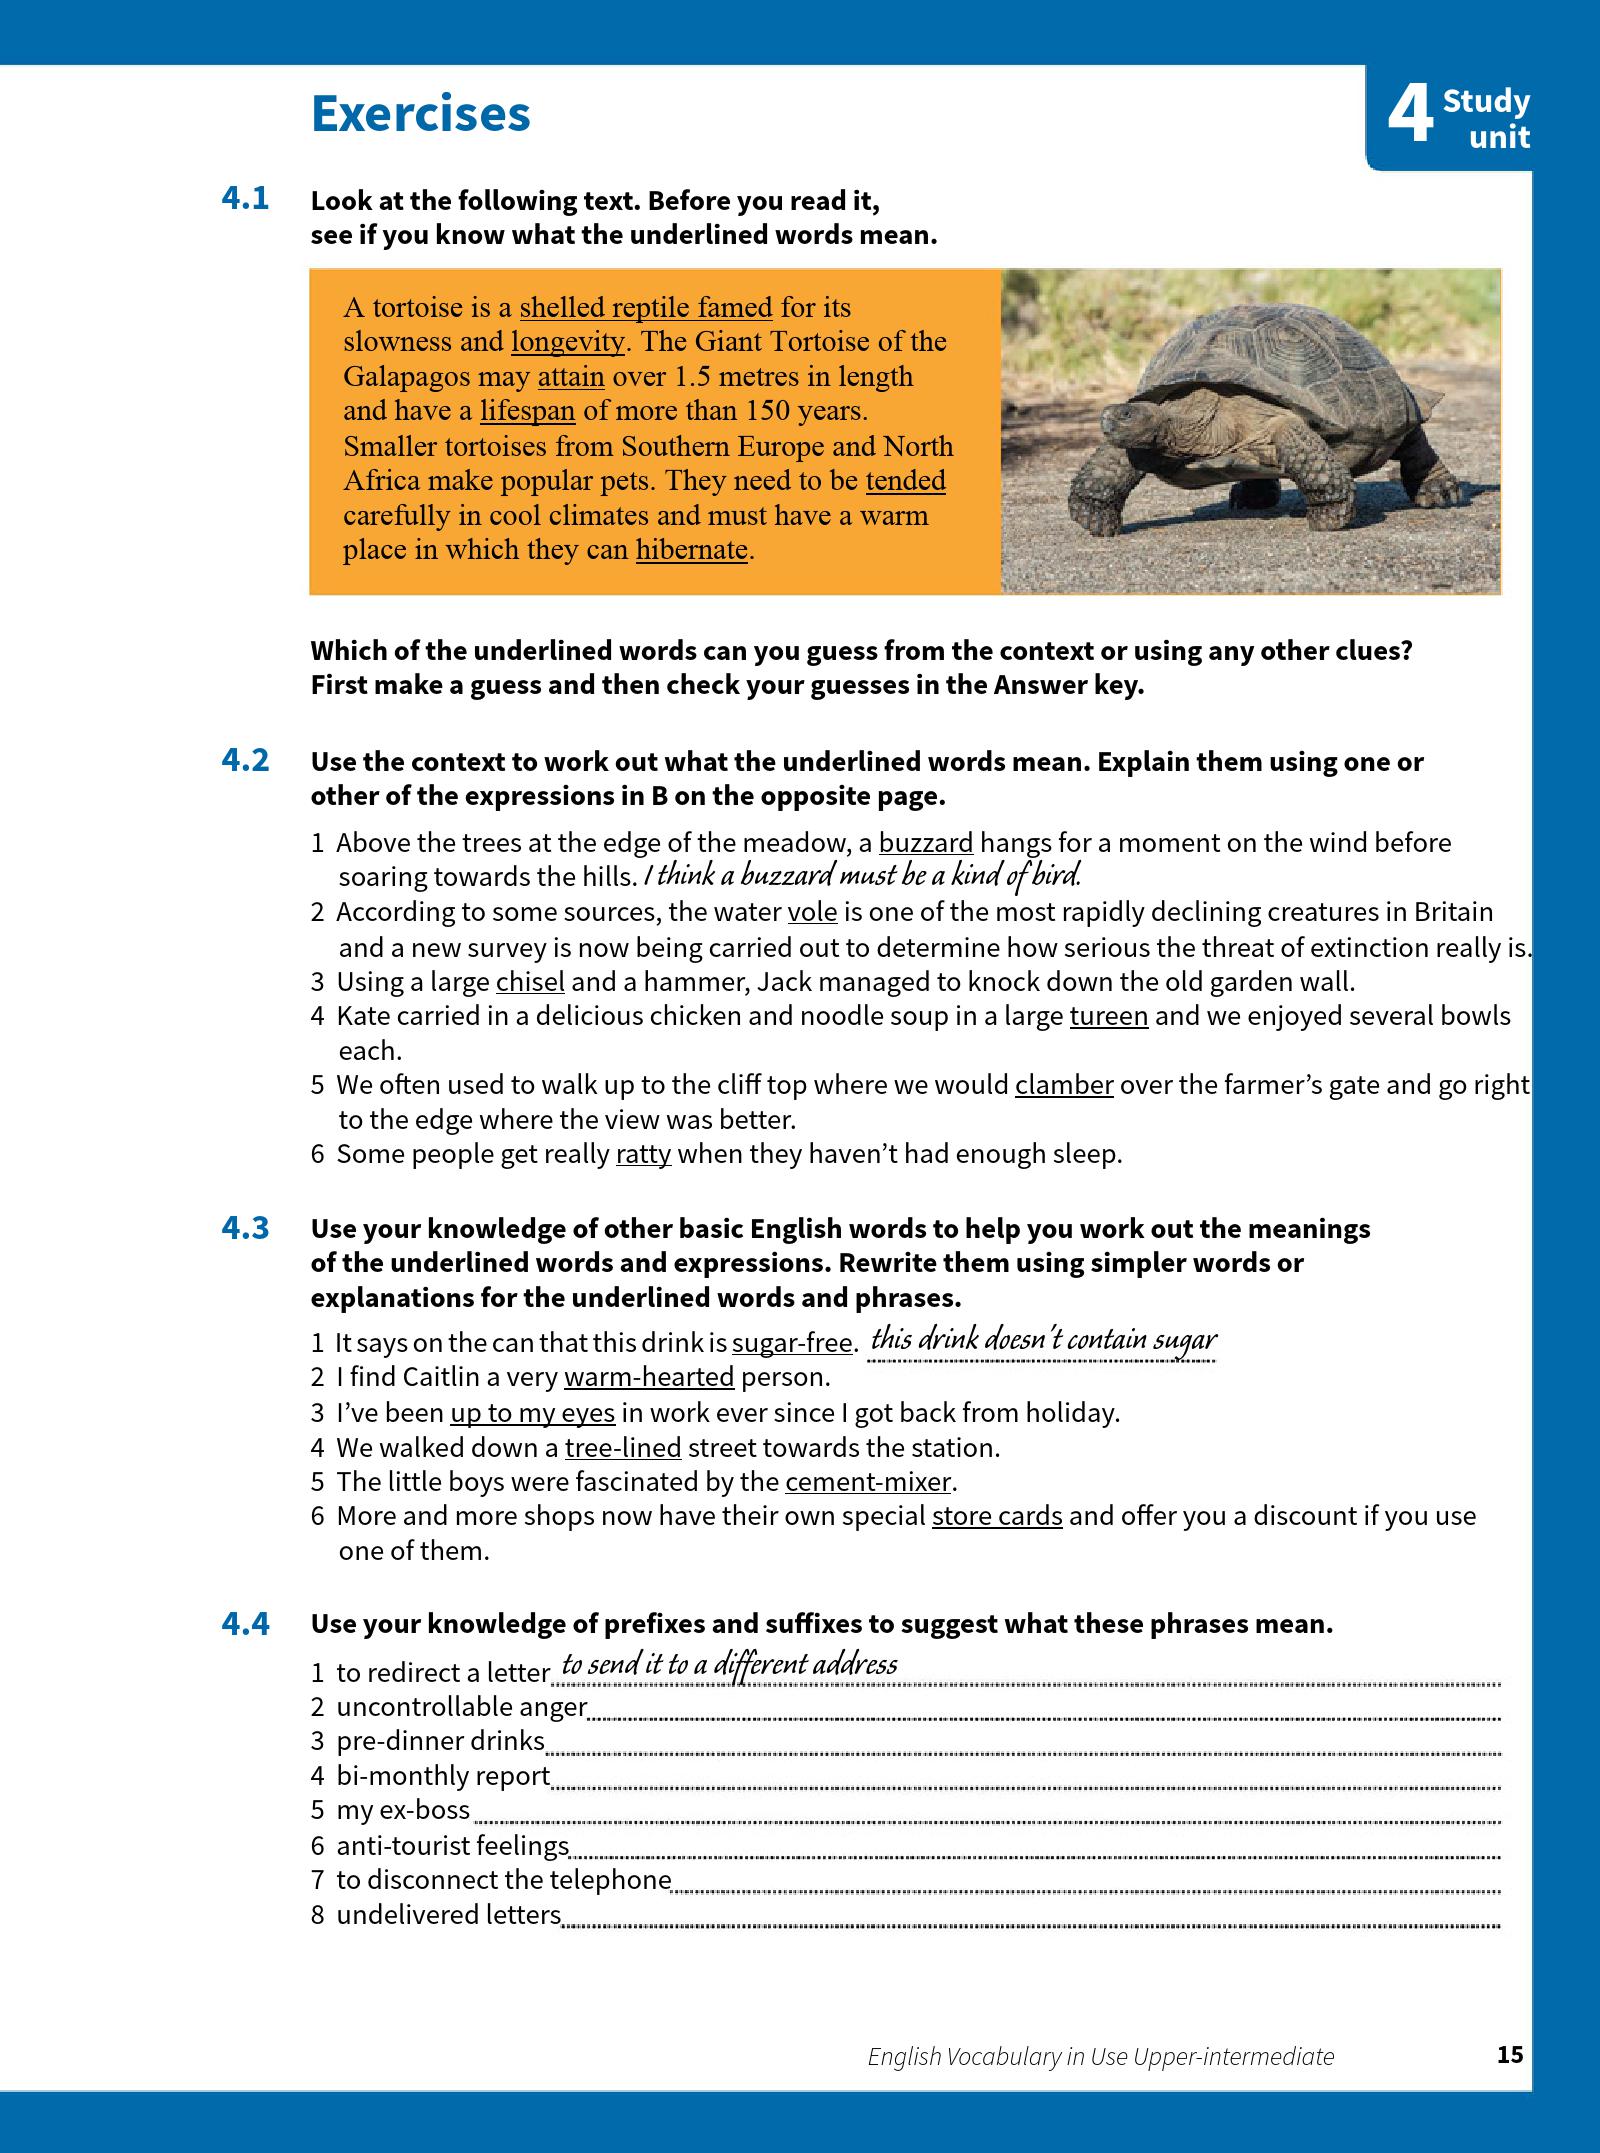 Exercises
4 Study
unit
4.1 Look at the following text. Before you read it,
see if you know what the underlined words mean.
A tortoise is a shelled reptile famed for its
slowness and longevity. The Giant Tortoise of the
Galapagos may attain over 1.5 metres in length
and have a lifespan of more than 150 years.
Smaller tortoises from Southern Europe and North
Africa make popular pets. They need to be tended
carefully in cool climates and must have a warm
place in which they can hibernate.
Which of the underlined words can you guess from the context or using any other clues?
First make a guess and then check your guesses in the Answer key.
4.2 Use the context to work out what the underlined words mean. Explain them using one or
other of the expressions in B on the opposite page.
1 Above the trees at the edge of the meadow, a buzzard hangs for a moment on the wind before
soaring towards the hills. I think a buzzard must be a kind of bird.
2 According to some sources, the water vole is one of the most rapidly declining creatures in Britain
and a new survey is now being carried out to determine how serious the threat of extinction really is.
3 Using a large chisel and a hammer, Jack managed to knock down the old garden wall.
4 Kate carried in a delicious chicken and noodle soup in a large tureen and we enjoyed several bowls
each.
5 We often used to walk up to the cliff top where we would clamber over the farmer's gate and go right
to the edge where the view was better.
6 Some people get really ratty when they haven't had enough sleep.
4.3 Use your knowledge of other basic English words to help you work out the meanings
of the underlined words and expressions. Rewrite them using simpler words or
explanations for the underlined words and phrases.
1 It says on the can that this drink is sugar-free. this drink doesn't contain sugar
2 I find Caitlin a very warm-hearted person.
3 I've been up to my eyes in work ever since I got back from holiday.
4 We walked down a tree-lined street towards the station.
5 The little boys were fascinated by the cement-mixer.
6 More and more shops now have their own special store cards and offer you a discount if you use
one of them.
4.4 Use your knowledge of prefixes and suffixes to suggest what these phrases mean.
1 to redirect a letter to send it to a different address
2 uncontrollable anger
3 pre-dinner drinks
4 bi-monthly report
5 my ex-boss
6 anti-tourist feelings
7 to disconnect the telephone
8 undelivered letters
English Vocabulary in Use Upper-intermediate 15